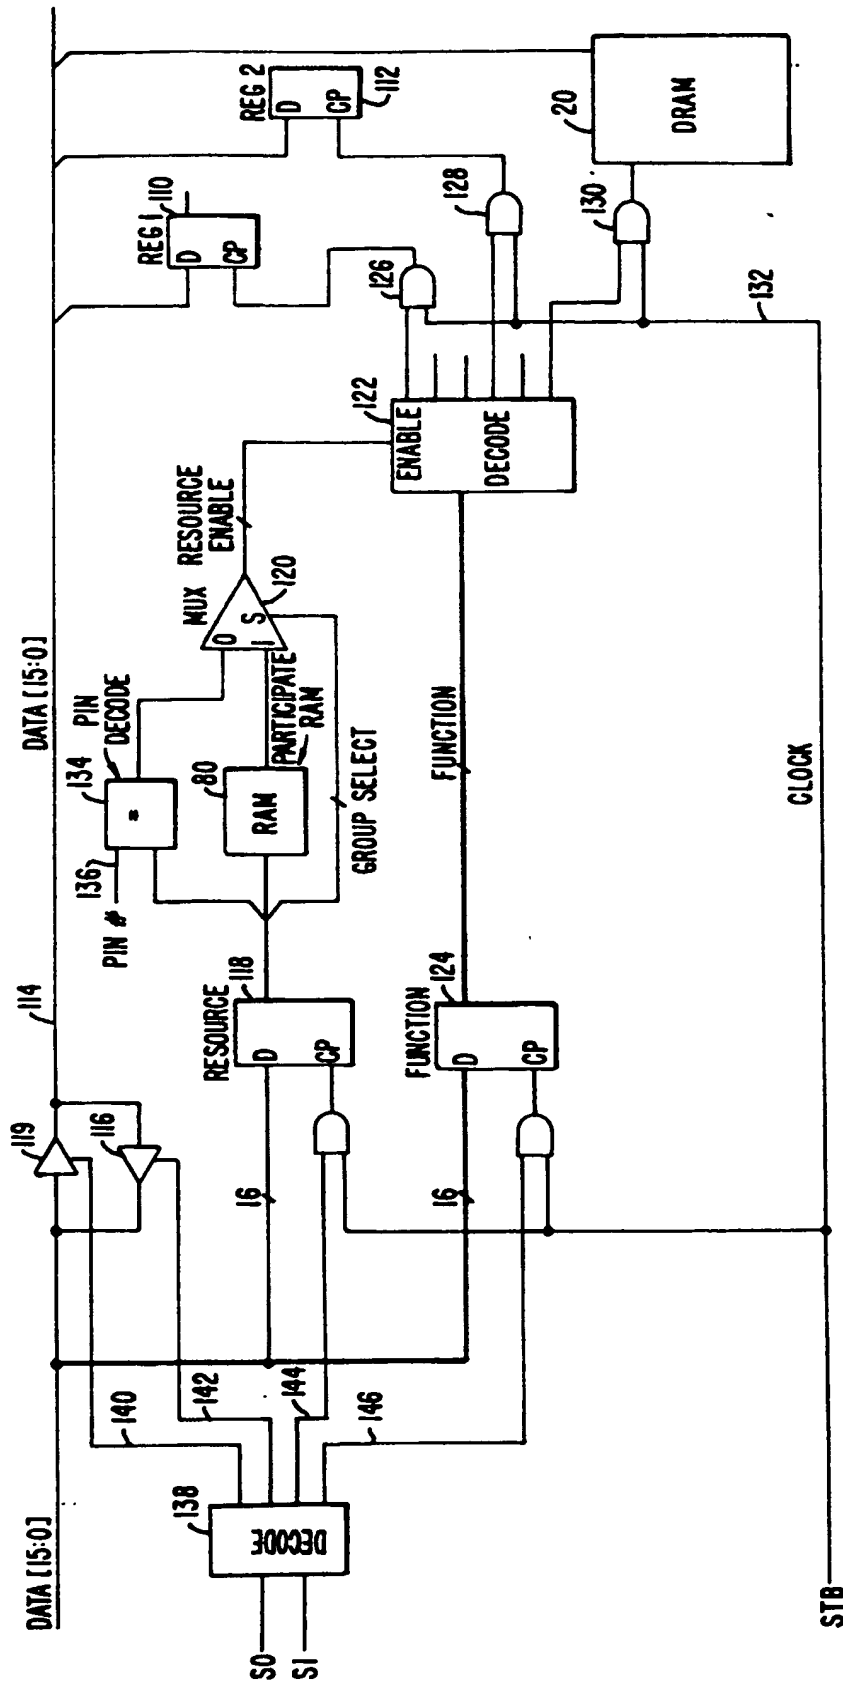 DATA [15:0]
DATA [15:0]
119
116
114
140
142
144
146
138
DECODE
S0
S1
STB
16
16
RESOURCE
118
D
CP
FUNCTION
124
D
CP
PIN #
136
134
PIN
DECODE
=
80
RAM
PARTICIPATE
RAM
GROUP SELECT
MUX
0
1
S
120
RESOURCE
ENABLE
FUNCTION
CLOCK
122
ENABLE
DECODE
126
128
130
132
REG 1
110
D
CP
REG 2
112
D
CP
20
DRAM